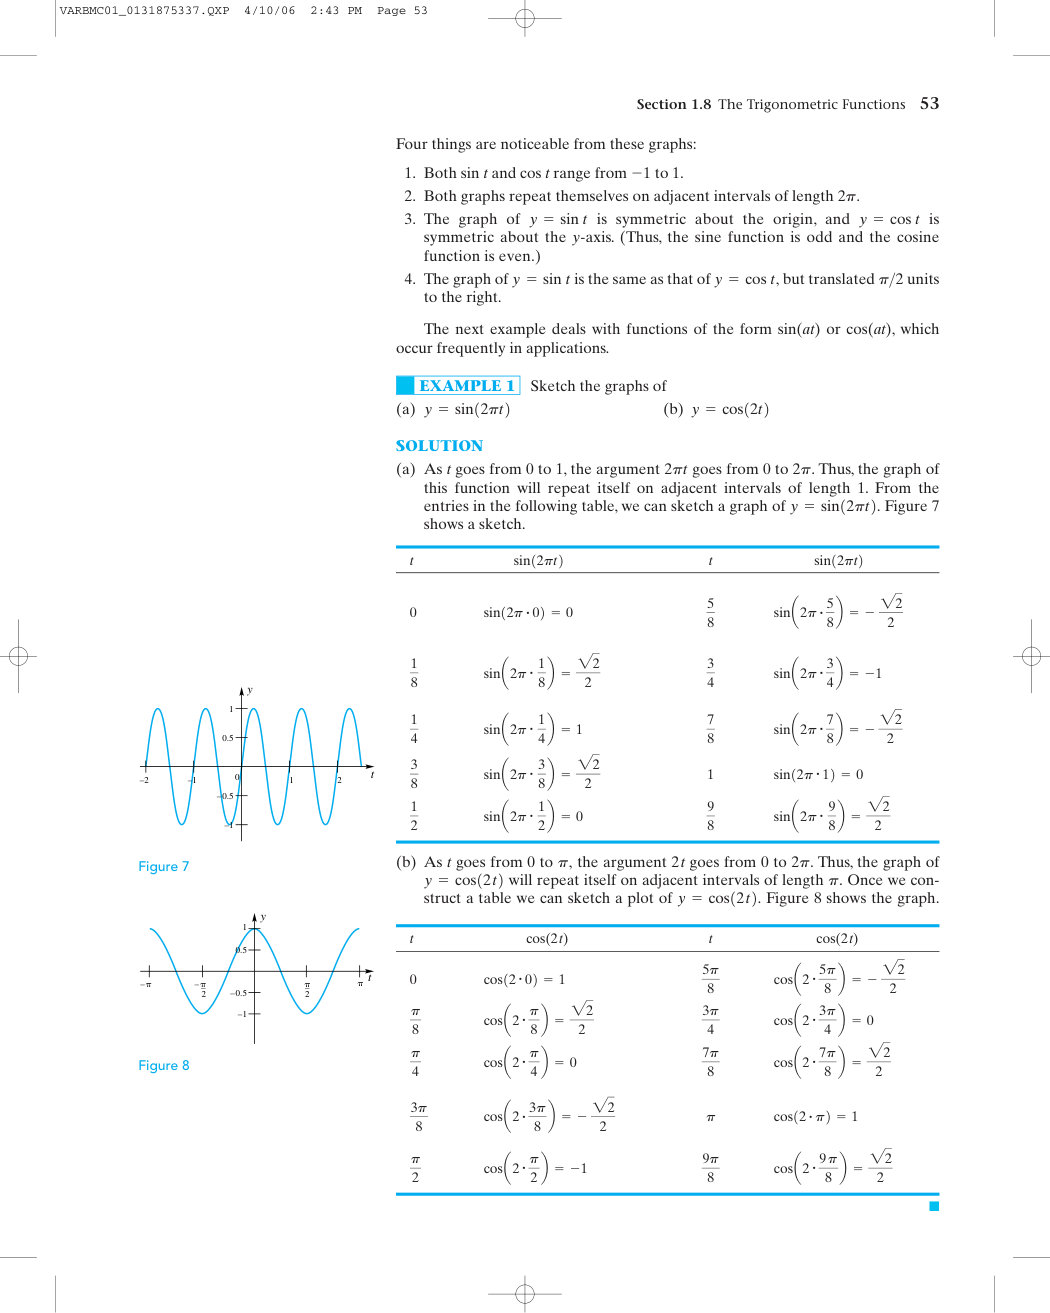 VARBMC01_0131875337.QXP 4/10/06 2:43 PM Page 53
Section 1.8 The Trigonometric Functions 53
Four things are noticeable from these graphs:
1. Both sin t and cos t range from −1 to 1.
2. Both graphs repeat themselves on adjacent intervals of length 2π.
3. The graph of y = sin t is symmetric about the origin, and y = cos t is
symmetric about the y-axis. (Thus, the sine function is odd and the cosine
function is even.)
4. The graph of y = sin t is the same as that of y = cos t, but translated π/2 units
to the right.
The next example deals with functions of the form sin(at) or cos(at), which
occur frequently in applications.
EXAMPLE 1 Sketch the graphs of
(a) y = sin(2πt) (b) y = cos(2t)
SOLUTION
(a) As t goes from 0 to 1, the argument 2πt goes from 0 to 2π. Thus, the graph of
this function will repeat itself on adjacent intervals of length 1. From the
entries in the following table, we can sketch a graph of y = sin(2πt). Figure 7
shows a sketch.
t sin(2πt) t sin(2πt)
0 sin(2π · 0) = 0 5/8 sin(2π · 5/8) = −√2/2
1/8 sin(2π · 1/8) = √2/2 3/4 sin(2π · 3/4) = −1
1/4 sin(2π · 1/4) = 1 7/8 sin(2π · 7/8) = −√2/2
3/8 sin(2π · 3/8) = √2/2 1 sin(2π · 1) = 0
1/2 sin(2π · 1/2) = 0 9/8 sin(2π · 9/8) = √2/2
y
1
0.5
−2 −1 0 1 2 t
−0.5
−1
Figure 7
(b) As t goes from 0 to π, the argument 2t goes from 0 to 2π. Thus, the graph of
y = cos(2t) will repeat itself on adjacent intervals of length π. Once we con-
struct a table we can sketch a plot of y = cos(2t). Figure 8 shows the graph.
t cos(2t) t cos(2t)
0 cos(2 · 0) = 1 5π/8 cos(2 · 5π/8) = −√2/2
π/8 cos(2 · π/8) = √2/2 3π/4 cos(2 · 3π/4) = 0
π/4 cos(2 · π/4) = 0 7π/8 cos(2 · 7π/8) = √2/2
3π/8 cos(2 · 3π/8) = −√2/2 π cos(2 · π) = 1
π/2 cos(2 · π/2) = −1 9π/8 cos(2 · 9π/8) = √2/2
y
1
0.5
−π −π/2 π/2 π t
−0.5
−1
Figure 8